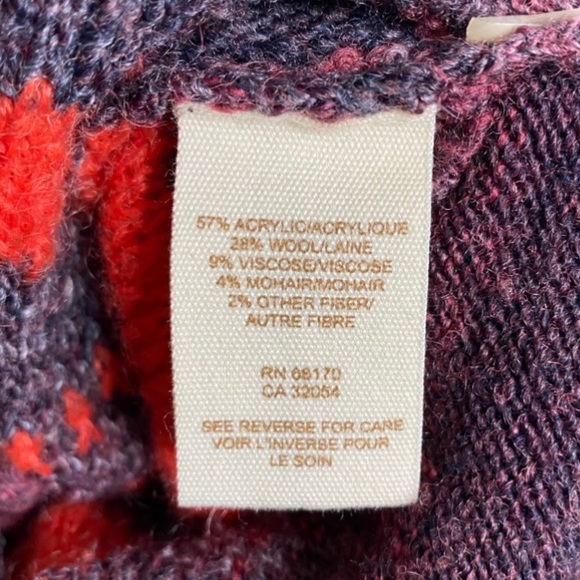 57% ACRYLIC/ACRYLIQUE
28% WOOL/LAINE
9% VISCOSE/VISCOSE
4% MOHAIR/MOHAIR
2% OTHER FIBER/
AUTRE FIBRE
RN 66170
CA 32054
SEE REVERSE FOR CARE
VOIR L'INVERSE POUR
LE SOIN